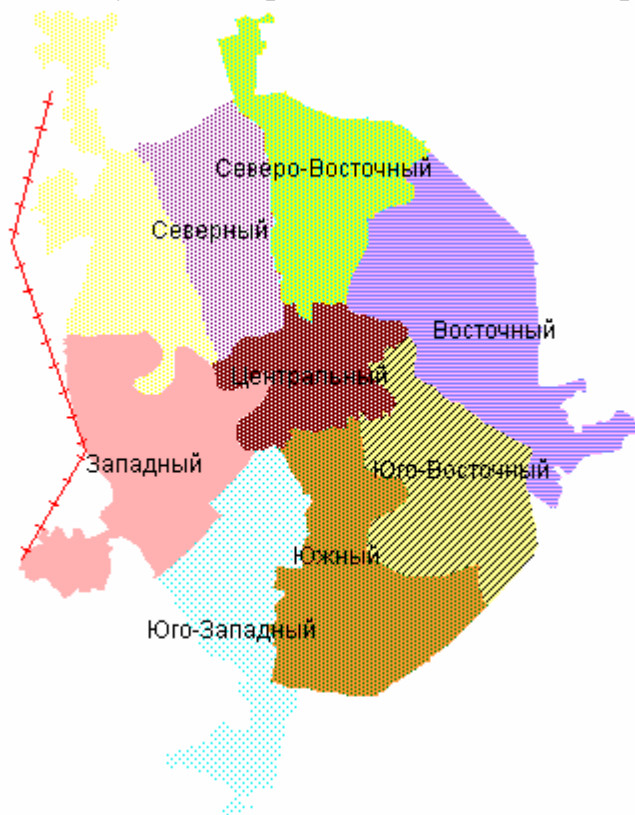 Северо-Восточный
Северный
Восточный
Центральный
Западный
Юго-Восточный
Южный
Юго-Западный